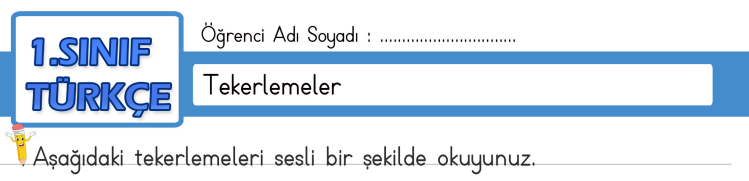 Öğrenci Adı Soyadı : ...............................
1.SINIF
TÜRKÇE
Tekerlemeler
Aşağıdaki tekerlemeleri sesli bir şekilde okuyunuz.